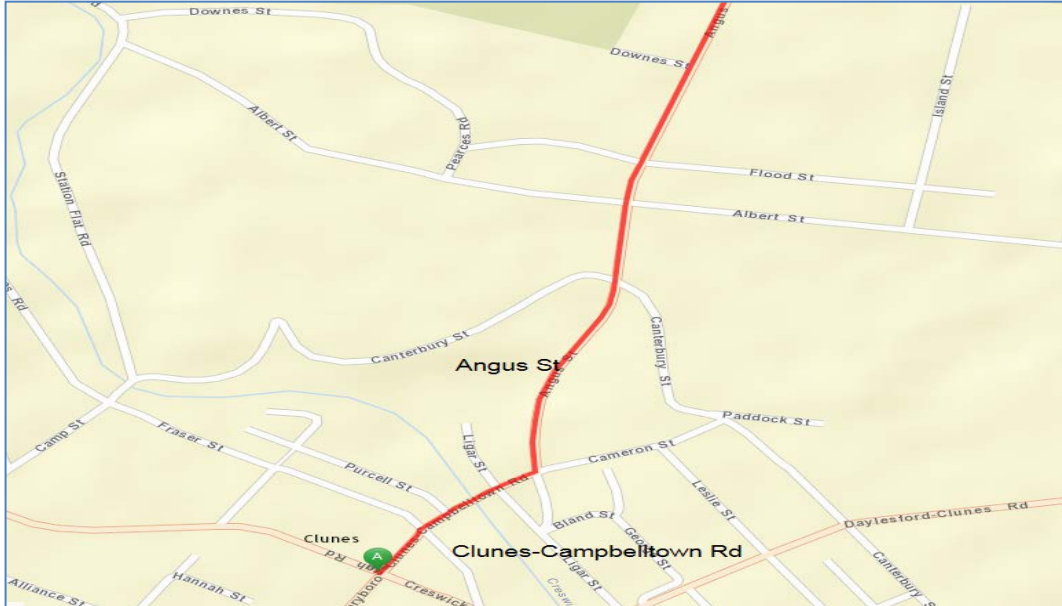 Downes St
Angus
Downes St
Island St
Albert St
Pearces Rd
Flood St
Albert St
Station Flat Rd
Rd
Canterbury St
Canterbury St
Angus St
Angus St
Paddock St
Camp St
Fraser St
Ligar St
Cameron St
Purcell St
Clunes-Campbelltown Rd
Leslie St
Bland St
Daylesford-Clunes Rd
Clunes
A
Clunes-Campbelltown Rd
Ligar St
Canterbury St
Hannah St
Alliance St
Creswick